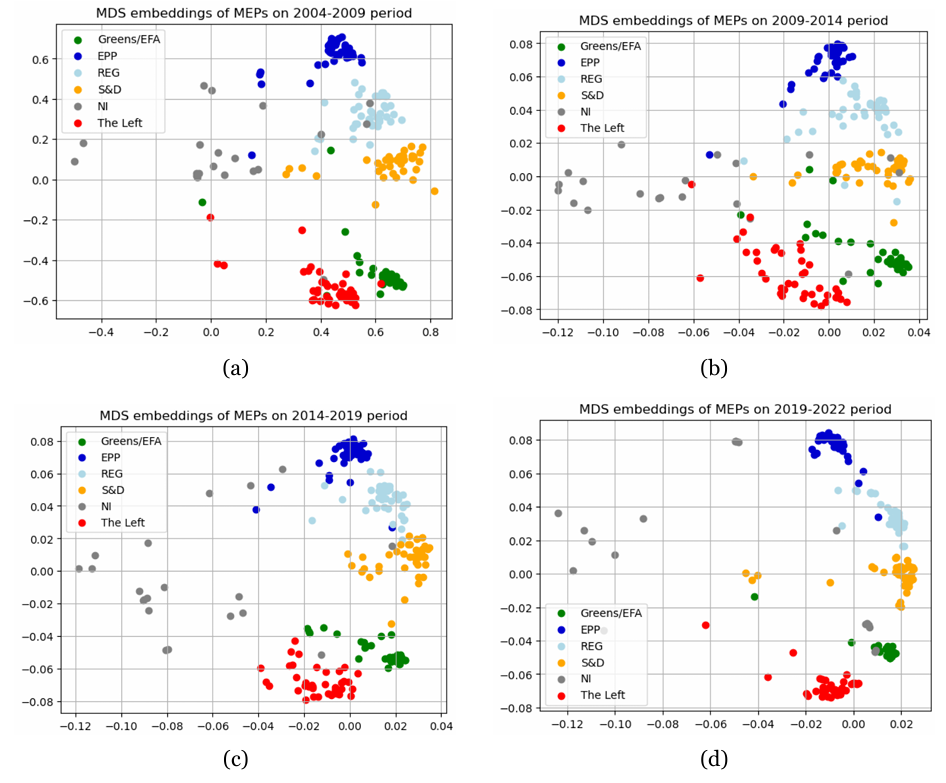 MDS embeddings of MEPs on 2004-2009 period
Greens/EFA
EPP
REG
S&D
NI
The Left
0.6
0.4
0.2
0.0
−0.2
−0.4
−0.6
−0.4 −0.2 0.0 0.2 0.4 0.6 0.8
(a)
MDS embeddings of MEPs on 2009-2014 period
Greens/EFA
EPP
REG
S&D
NI
The Left
0.08
0.06
0.04
0.02
0.00
−0.02
−0.04
−0.06
−0.08
−0.12 −0.10 −0.08 −0.06 −0.04 −0.02 0.00 0.02 0.04
(b)
MDS embeddings of MEPs on 2014-2019 period
Greens/EFA
EPP
REG
S&D
NI
The Left
0.08
0.06
0.04
0.02
0.00
−0.02
−0.04
−0.06
−0.08
−0.12 −0.10 −0.08 −0.06 −0.04 −0.02 0.00 0.02 0.04
(c)
MDS embeddings of MEPs on 2019-2022 period
Greens/EFA
EPP
REG
S&D
NI
The Left
0.08
0.06
0.04
0.02
0.00
−0.02
−0.04
−0.06
−0.08
−0.12 −0.10 −0.08 −0.06 −0.04 −0.02 0.00 0.02
(d)